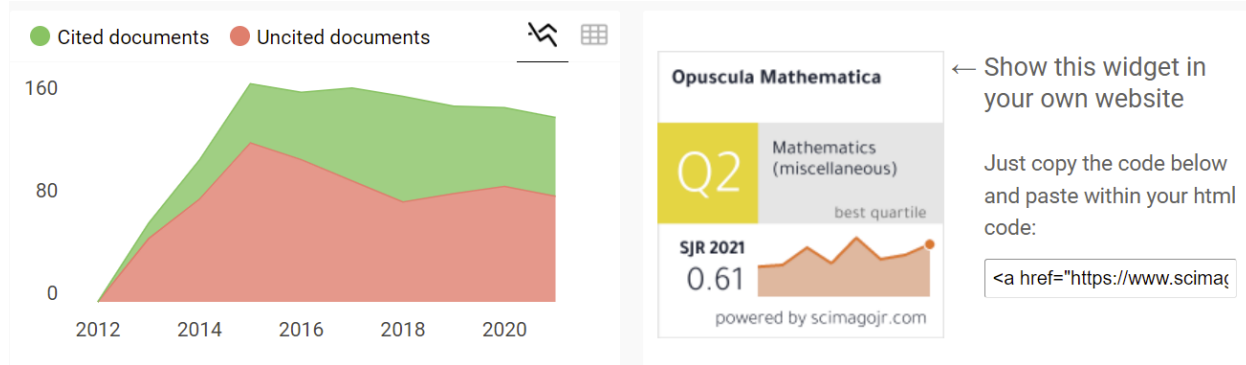 Cited documents Uncited documents
160
80
0
2012 2014 2016 2018 2020
Opuscula Mathematica
Q2
Mathematics
(miscellaneous)
best quartile
SJR 2021
0.61
powered by scimagojr.com
← Show this widget in
your own website
Just copy the code below
and paste within your html
code:
<a href="https://www.scimag